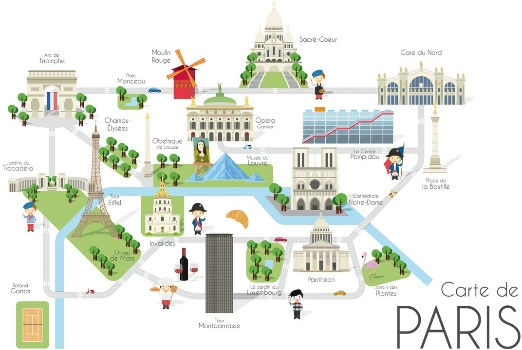 Sacré-Coeur
Moulin
Rouge
Gare du Nord
Arc de
Triomphe
Parc
Monceau
Champs-
Élysées
Obélisque
de Louxor
Opéra
Garnier
Musée du
Louvre
Le Centre
Pompidou
Jardins du
Trocadéro
Tour
Eiffel
Cathédrale
Notre-Dame
Place de
la Bastille
Invalides
Champ
de Mars
Panthéon
Roland
Garros
Le Jardin du
Luxembourg
Jardin des
Plantes
Tour
Montparnasse
Carte de
PARIS